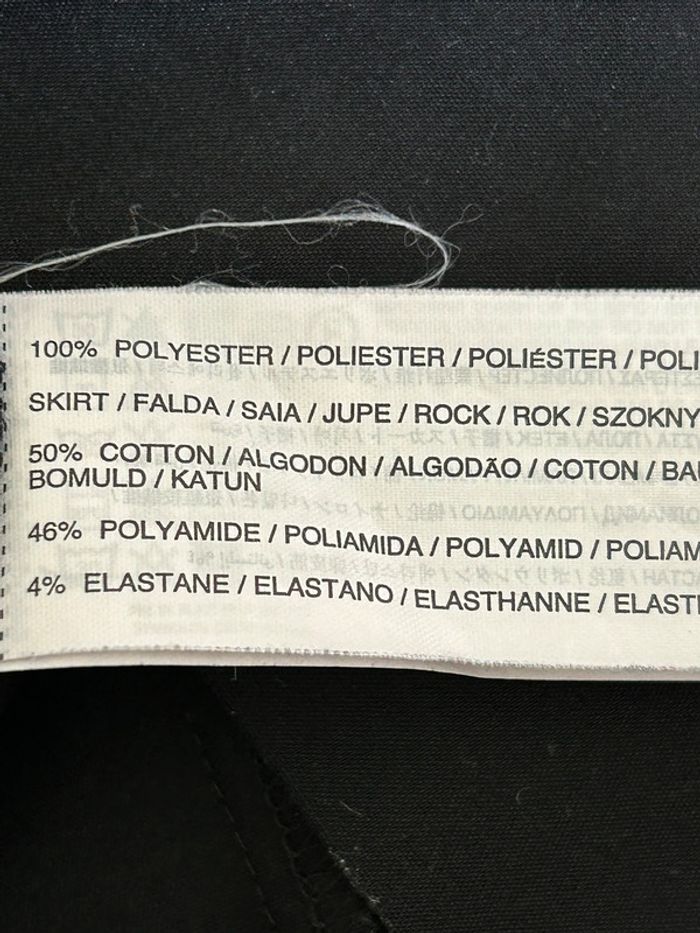 100% POLYESTER / POLIESTER / POLIÉSTER / POLI
SKIRT / FALDA / SAIA / JUPE / ROCK / ROK / SZOKNY
50% COTTON / ALGODON / ALGODÃO / COTON / BAU
BOMULD / KATUN
46% POLYAMIDE / POLIAMIDA / POLYAMID / POLIAM
4% ELASTANE / ELASTANO / ELASTHANNE / ELASTI